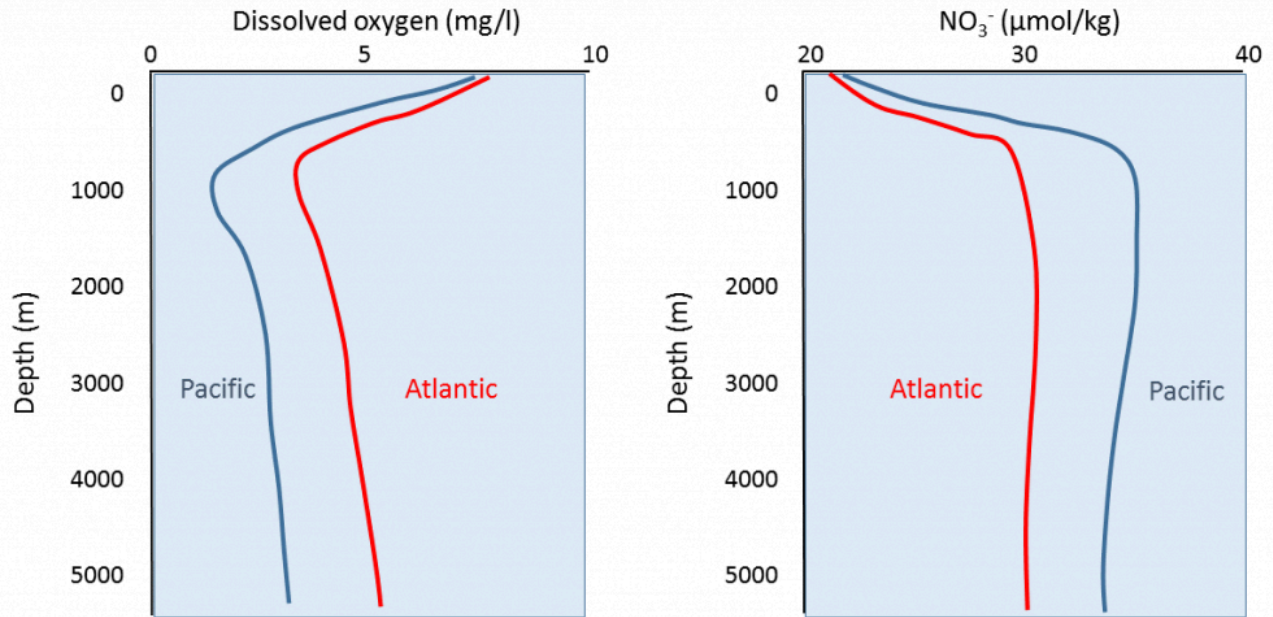 Dissolved oxygen (mg/l)
0 5 10
0
1000
2000
3000
4000
5000
Depth (m)
Pacific
Atlantic
NO₃⁻ (μmol/kg)
20 30 40
0
1000
2000
3000
4000
5000
Depth (m)
Atlantic
Pacific